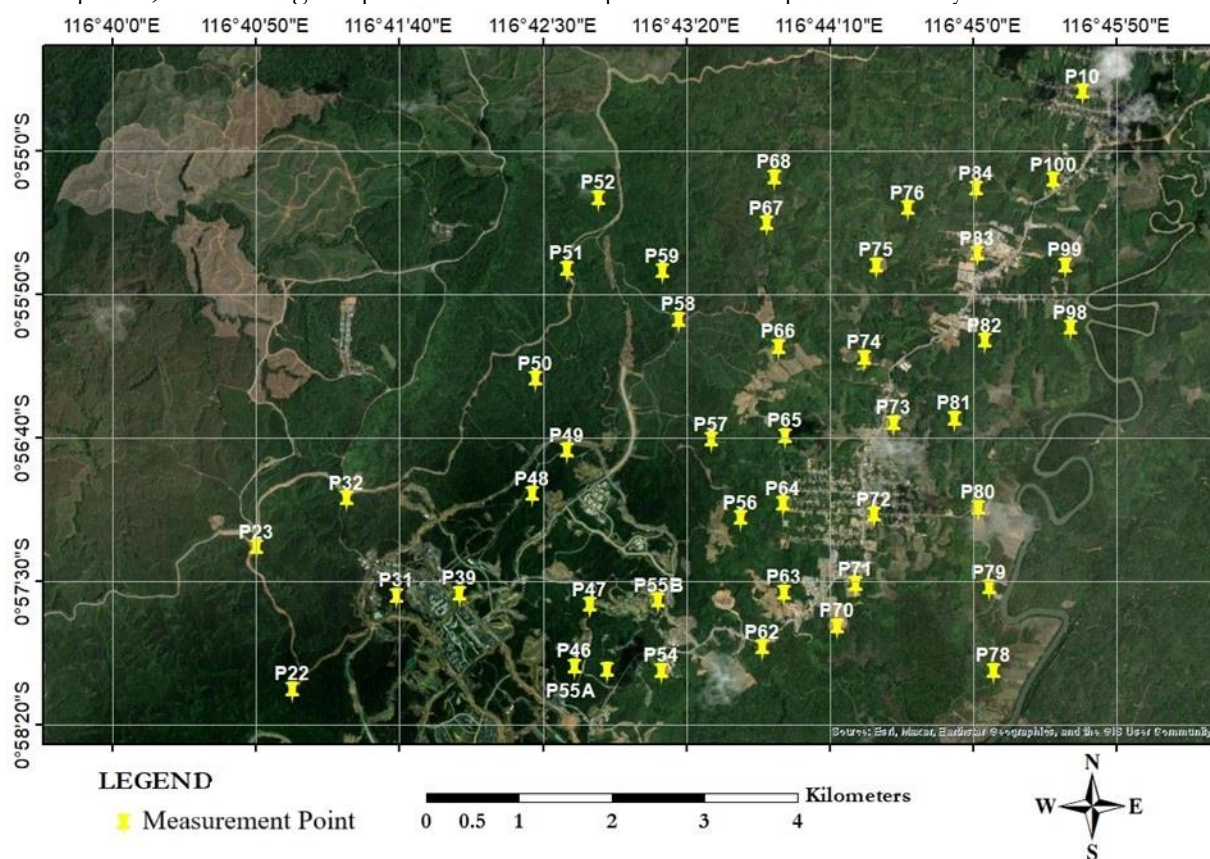 116°40'0"E 116°40'50"E 116°41'40"E 116°42'30"E 116°43'20"E 116°44'10"E 116°45'0"E 116°45'50"E
P10
0°55'0"S
P68 P84 P100
P52 P76
P67
P51 P59 P75 P83 P99
0°55'50"S
P58 P98
P66 P74 P82
P50
P57 P65 P73 P81
0°56'40"S
P49
P32 P48 P56 P64 P72 P80
P23
0°57'30"S
P31 P39 P47 P55B P63 P71 P79
P70
P46 P54 P62 P78
P22 P55A
0°58'20"S
Source: Esri, Maxar, Earthstar Geographics, and the GIS User Community
LEGEND
Measurement Point
0 0.5 1 2 3 4 Kilometers
N
W E
S